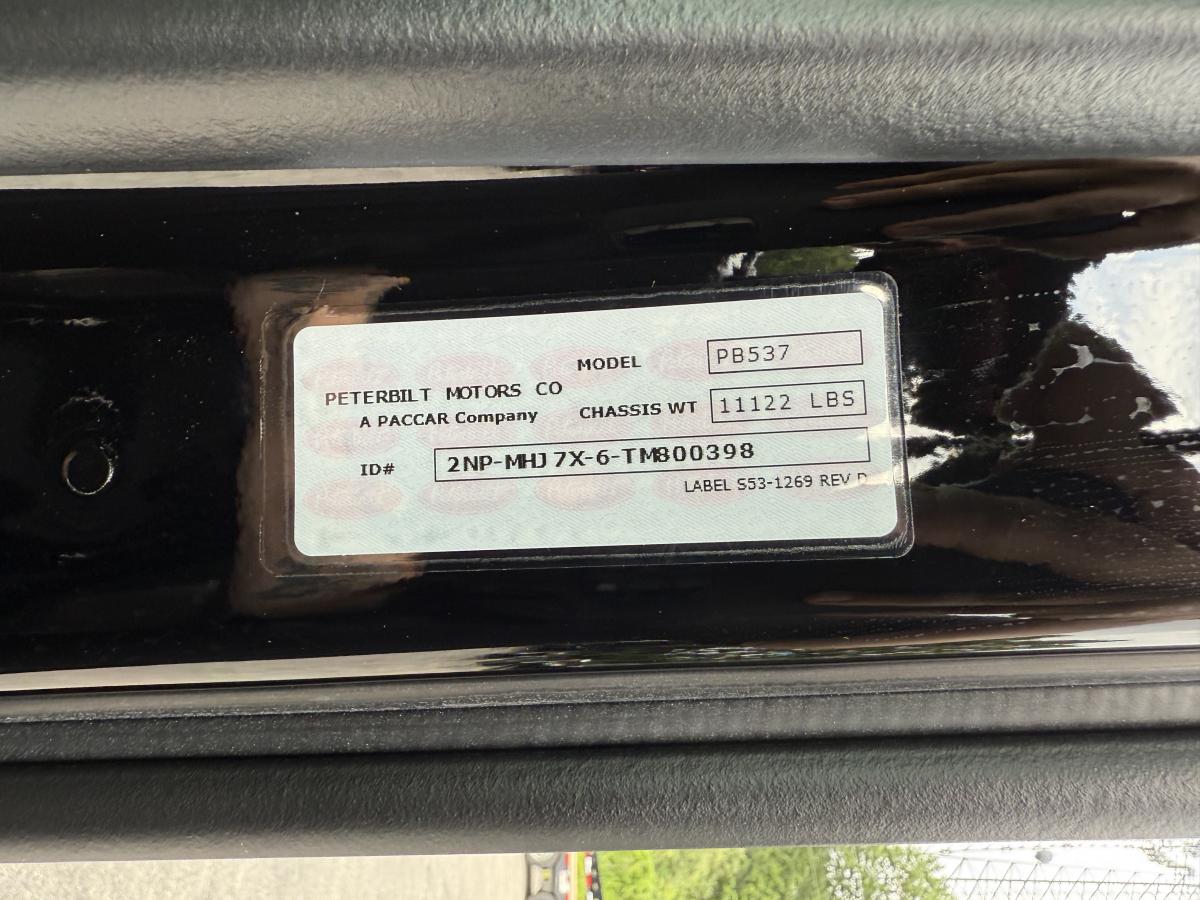 MODEL PB537
PETERBILT MOTORS CO
A PACCAR Company
CHASSIS WT 11122 LBS
ID# 2NP-MHJ7X-6-TM800398
LABEL S53-1269 REV D